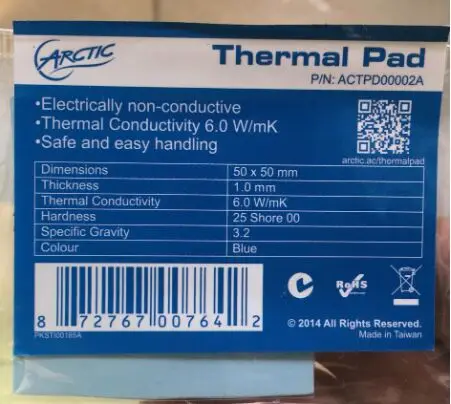 ARCTIC
Thermal Pad
P/N: ACTPD00002A
•Electrically non-conductive
•Thermal Conductivity 6.0 W/mK
•Safe and easy handling
arctic.ac/thermalpad
Dimensions 50 x 50 mm
Thickness 1.0 mm
Thermal Conductivity 6.0 W/mK
Hardness 25 Shore 00
Specific Gravity 3.2
Colour Blue
8 72767 00764 2
PKSTI00185A
RoHS
© 2014 All Rights Reserved.
Made in Taiwan